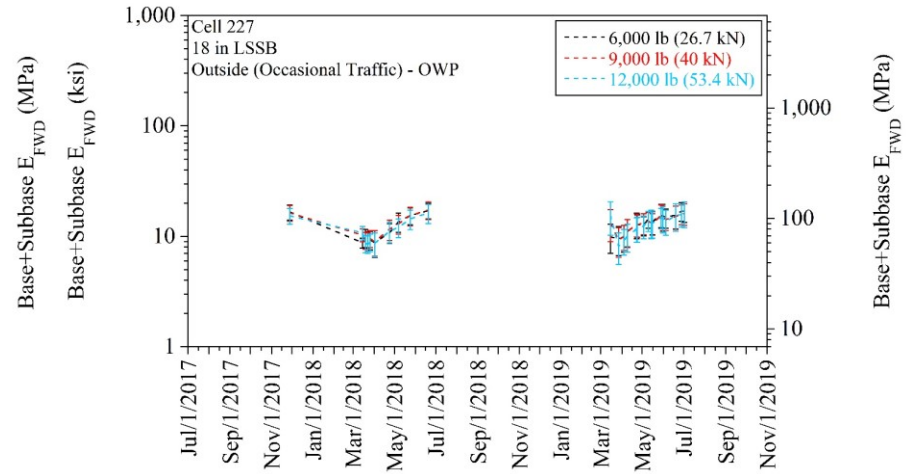 Base+Subbase E_FWD (MPa)
Base+Subbase E_FWD (ksi)
1,000
100
10
1
Cell 227
18 in LSSB
Outside (Occasional Traffic) - OWP
6,000 lb (26.7 kN)
9,000 lb (40 kN)
12,000 lb (53.4 kN)
1,000
100
10
Base+Subbase E_FWD (MPa)
Jul/1/2017
Sep/1/2017
Nov/1/2017
Jan/1/2018
Mar/1/2018
May/1/2018
Jul/1/2018
Sep/1/2018
Nov/1/2018
Jan/1/2019
Mar/1/2019
May/1/2019
Jul/1/2019
Sep/1/2019
Nov/1/2019